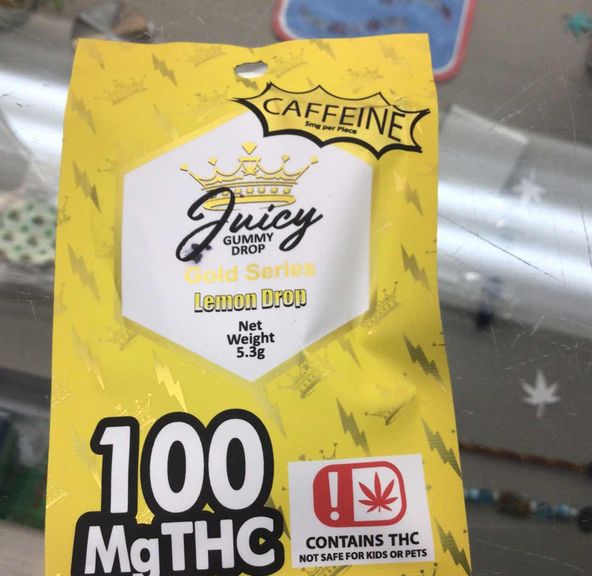 CAFFEINE
5mg per Piece
Juicy
GUMMY
DROP
Gold Series
Lemon Drop
Net
Weight
5.3g
100
MgTHC
!
CONTAINS THC
NOT SAFE FOR KIDS OR PETS